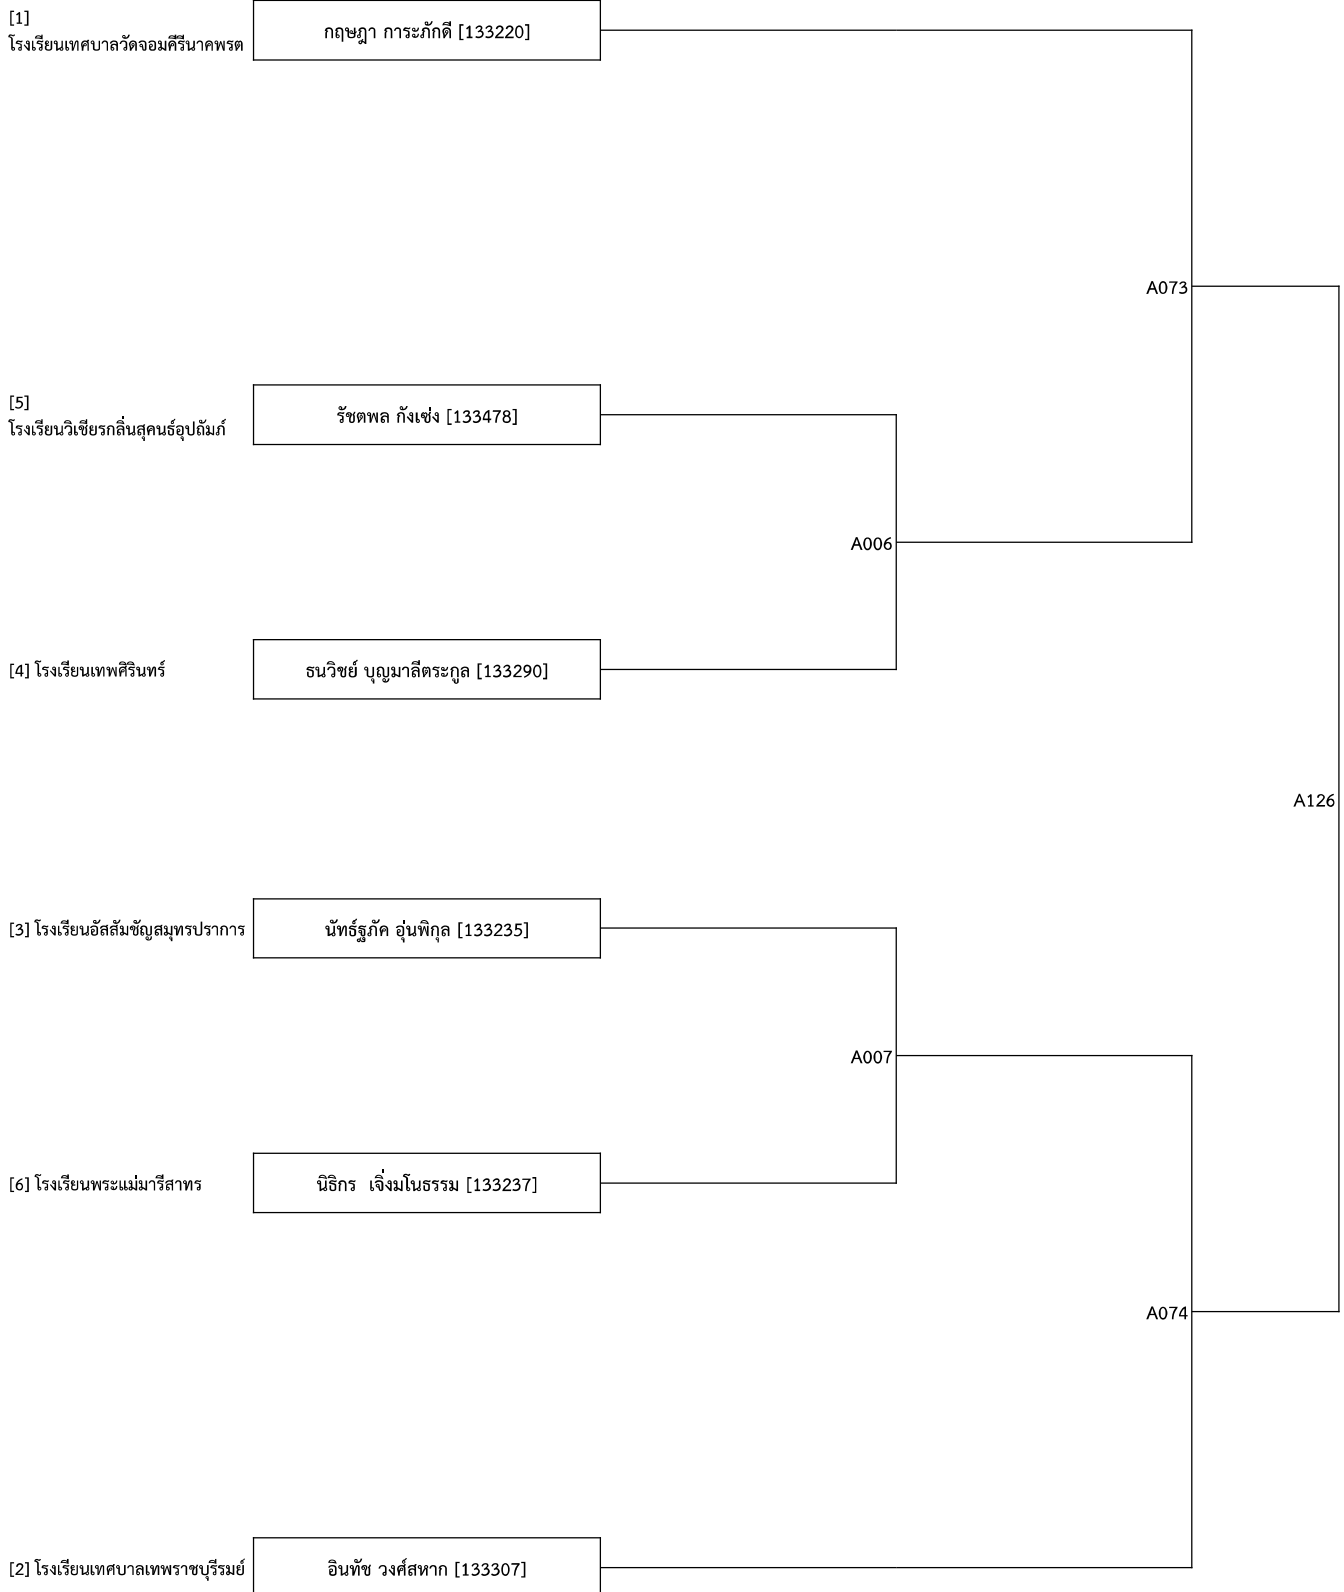 [1]
โรงเรียนเทศบาลวัดจอมคีรีนาคพรต
กฤษฎา การะภักดี [133220]
A073
[5]
โรงเรียนวิเชียรกลิ่นสุคนธ์อุปถัมภ์
รัชตพล กังเซ่ง [133478]
A006
[4] โรงเรียนเทพศิรินทร์
ธนวิชย์ บุญมาลีตระกูล [133290]
A126
[3] โรงเรียนอัสสัมชัญสมุทรปราการ
นัทธ์ฐภัค อุ่นพิกุล [133235]
A007
[6] โรงเรียนพระแม่มารีสาทร
นิธิกร เจิ่งมโนธรรม [133237]
A074
[2] โรงเรียนเทศบาลเทพราชบุรีรมย์
อินทัช วงศ์สหาก [133307]